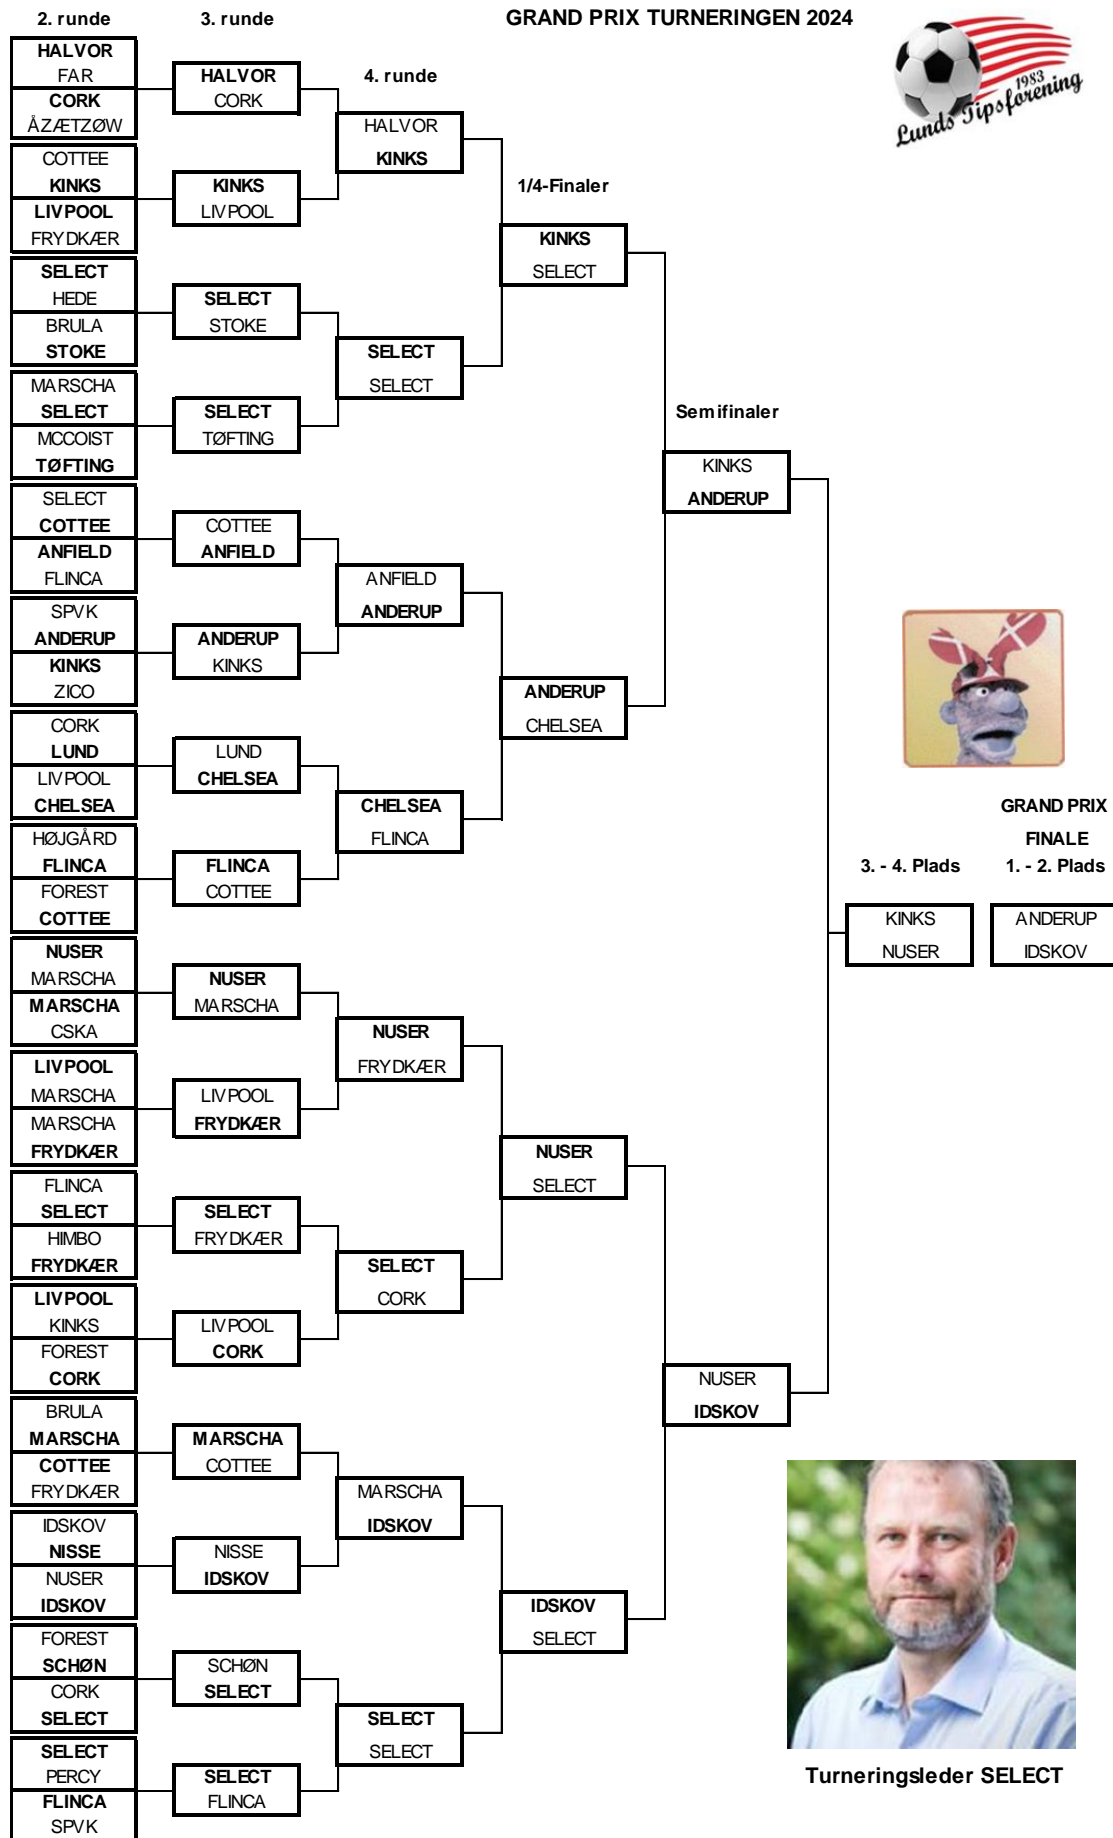 2. runde
3. runde
GRAND PRIX TURNERINGEN 2024
1983
Lunds Tipsforening
HALVOR
FAR
CORK
ÅZÆTZØW
COTTEE
KINKS
LIVPOOL
FRYDKÆR
SELECT
HEDE
BRULA
STOKE
MARSCHA
SELECT
MCCOIST
TØFTING
SELECT
COTTEE
ANFIELD
FLINCA
SPVK
ANDERUP
KINKS
ZICO
CORK
LUND
LIVPOOL
CHELSEA
HØJGÅRD
FLINCA
FOREST
COTTEE
NUSER
MARSCHA
MARSCHA
CSKA
LIVPOOL
MARSCHA
MARSCHA
FRYDKÆR
FLINCA
SELECT
HIMBO
FRYDKÆR
LIVPOOL
KINKS
FOREST
CORK
BRULA
MARSCHA
COTTEE
FRYDKÆR
IDSKOV
NISSE
NUSER
IDSKOV
FOREST
SCHØN
CORK
SELECT
SELECT
PERCY
FLINCA
SPVK
HALVOR
CORK
KINKS
LIVPOOL
SELECT
STOKE
SELECT
TØFTING
COTTEE
ANFIELD
ANDERUP
KINKS
LUND
CHELSEA
FLINCA
COTTEE
NUSER
MARSCHA
LIVPOOL
FRYDKÆR
SELECT
FRYDKÆR
LIVPOOL
CORK
MARSCHA
COTTEE
NISSE
IDSKOV
SCHØN
SELECT
SELECT
FLINCA
4. runde
HALVOR
KINKS
SELECT
SELECT
ANFIELD
ANDERUP
CHELSEA
FLINCA
NUSER
FRYDKÆR
SELECT
CORK
MARSCHA
IDSKOV
SELECT
SELECT
1/4-Finaler
KINKS
SELECT
ANDERUP
CHELSEA
NUSER
SELECT
IDSKOV
SELECT
Semifinaler
KINKS
ANDERUP
NUSER
IDSKOV
3. - 4. Plads
KINKS
NUSER
GRAND PRIX
FINALE
1. - 2. Plads
ANDERUP
IDSKOV
Turneringsleder SELECT